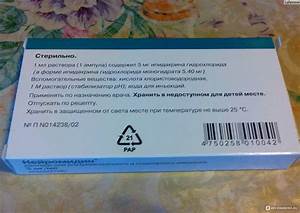 Стерильно.
1 мл раствора (1 ампула) содержит 5 мг ипидакрина гидрохлорида
(в форме ипидакрина гидрохлорида моногидрата 5,40 мг)
Вспомогательные вещества: кислота хлористоводородная,
1 М раствор (стабилизатор pH); вода для инъекций.
Применять по назначению врача. Хранить в недоступном для детей месте.
Отпускать по рецепту.
Хранить в защищенном от света месте при температуре не выше 25 °C.
№ П N014238/02
21
PAP
4 750258 010042
Нейромидин